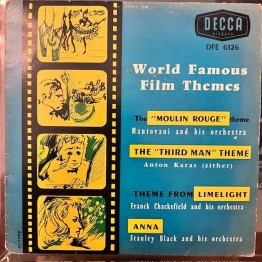 DECCA
DFE 6126
World Famous
Film Themes
The "MOULIN ROUGE" theme
Mantovani and his orchestra
THE "THIRD MAN" THEME
Anton Karas (zither)
THEME FROM LIMELIGHT
Franck Chacksfield and his orchestra
ANNA
Stanley Black and his orchestra